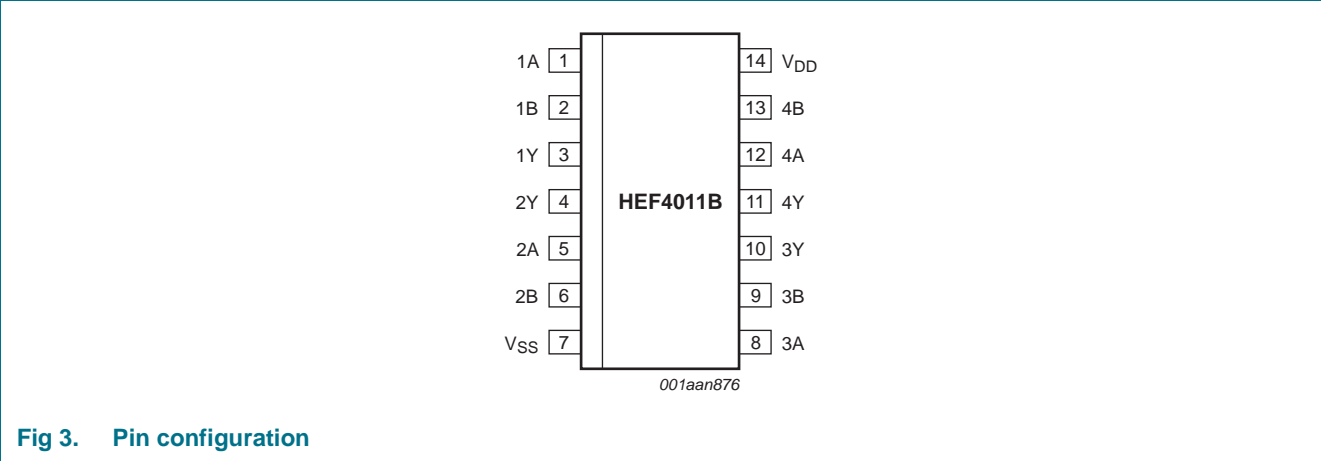 1A 1 14 VDD
1B 2 13 4B
1Y 3 12 4A
2Y 4 HEF4011B 11 4Y
2A 5 10 3Y
2B 6 9 3B
VSS 7 8 3A
001aan876
Fig 3. Pin configuration